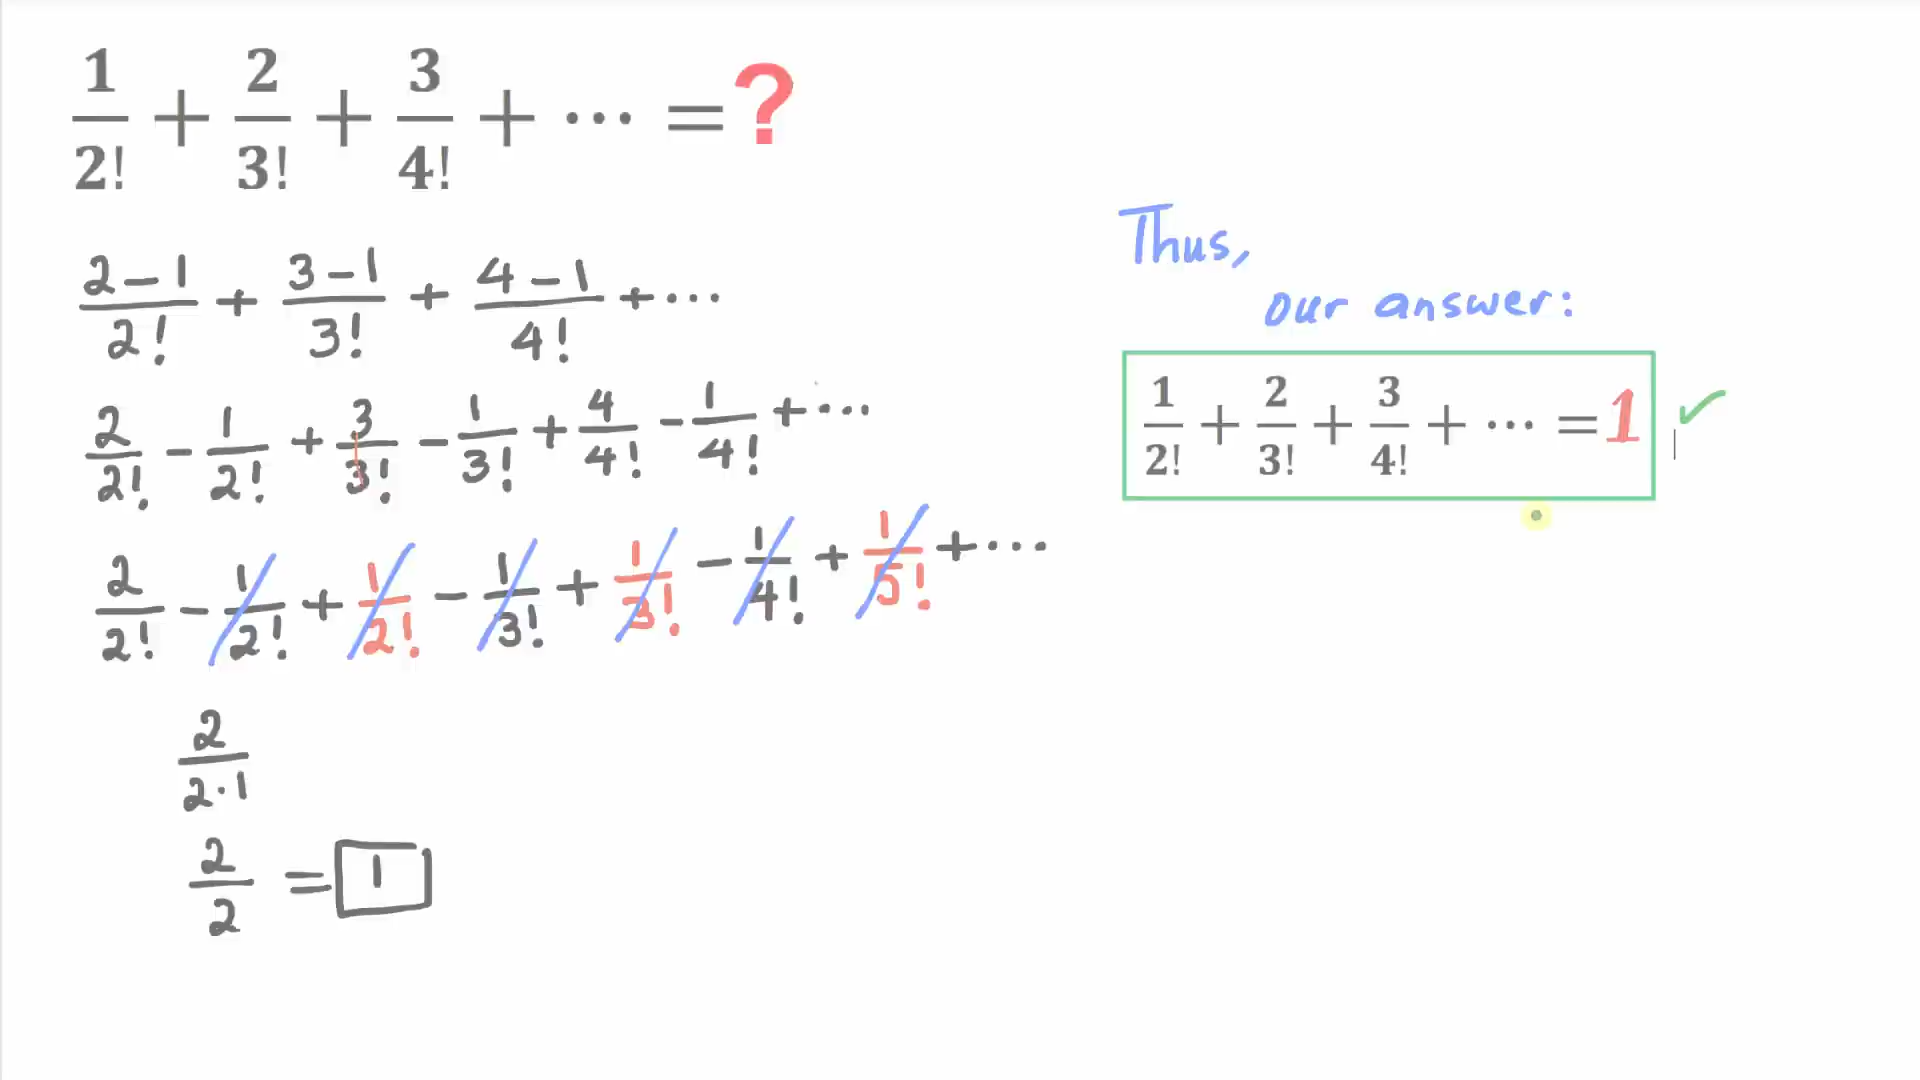 1/2! + 2/3! + 3/4! + ⋯ = ?
(2−1)/2! + (3−1)/3! + (4−1)/4! + ⋯
2/2! − 1/2! + 3/3! − 1/3! + 4/4! − 1/4! + ⋯
2/2! − 1/2! + 1/2! − 1/3! + 1/3! − 1/4! + 1/5! + ⋯
2/(2·1)
2/2 = 1
Thus,
our answer:
1/2! + 2/3! + 3/4! + ⋯ = 1 ✓